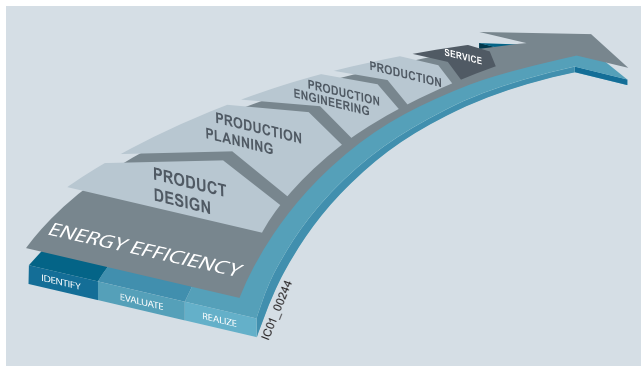 SERVICE
PRODUCTION
PRODUCTION
ENGINEERING
PRODUCTION
PLANNING
PRODUCT
DESIGN
ENERGY EFFICIENCY
IDENTIFY
EVALUATE
REALIZE
IC01_00244